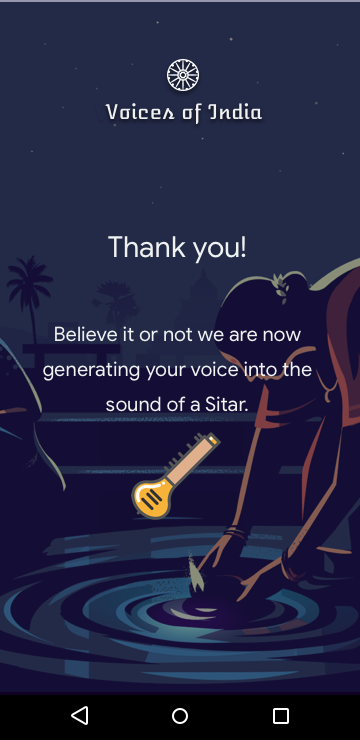 Voices of India
Thank you!
Believe it or not we are now
generating your voice into the
sound of a Sitar.